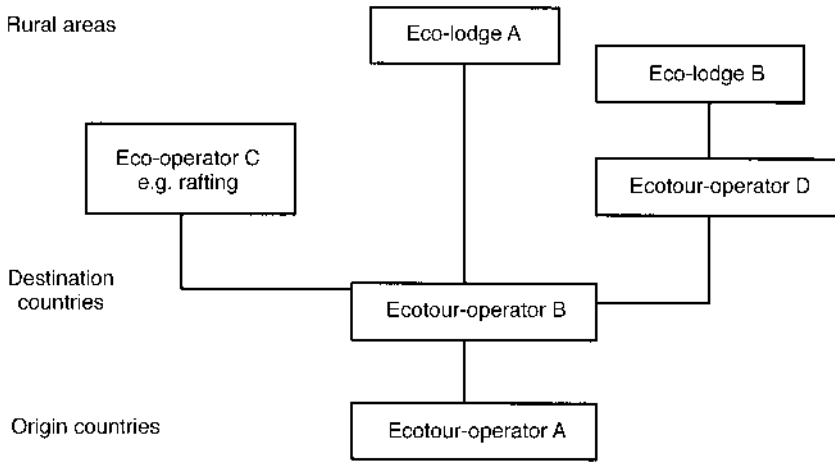 Rural areas
Eco-lodge A
Eco-lodge B
Eco-operator C
e.g. rafting
Ecotour-operator D
Destination
countries
Ecotour-operator B
Origin countries
Ecotour-operator A